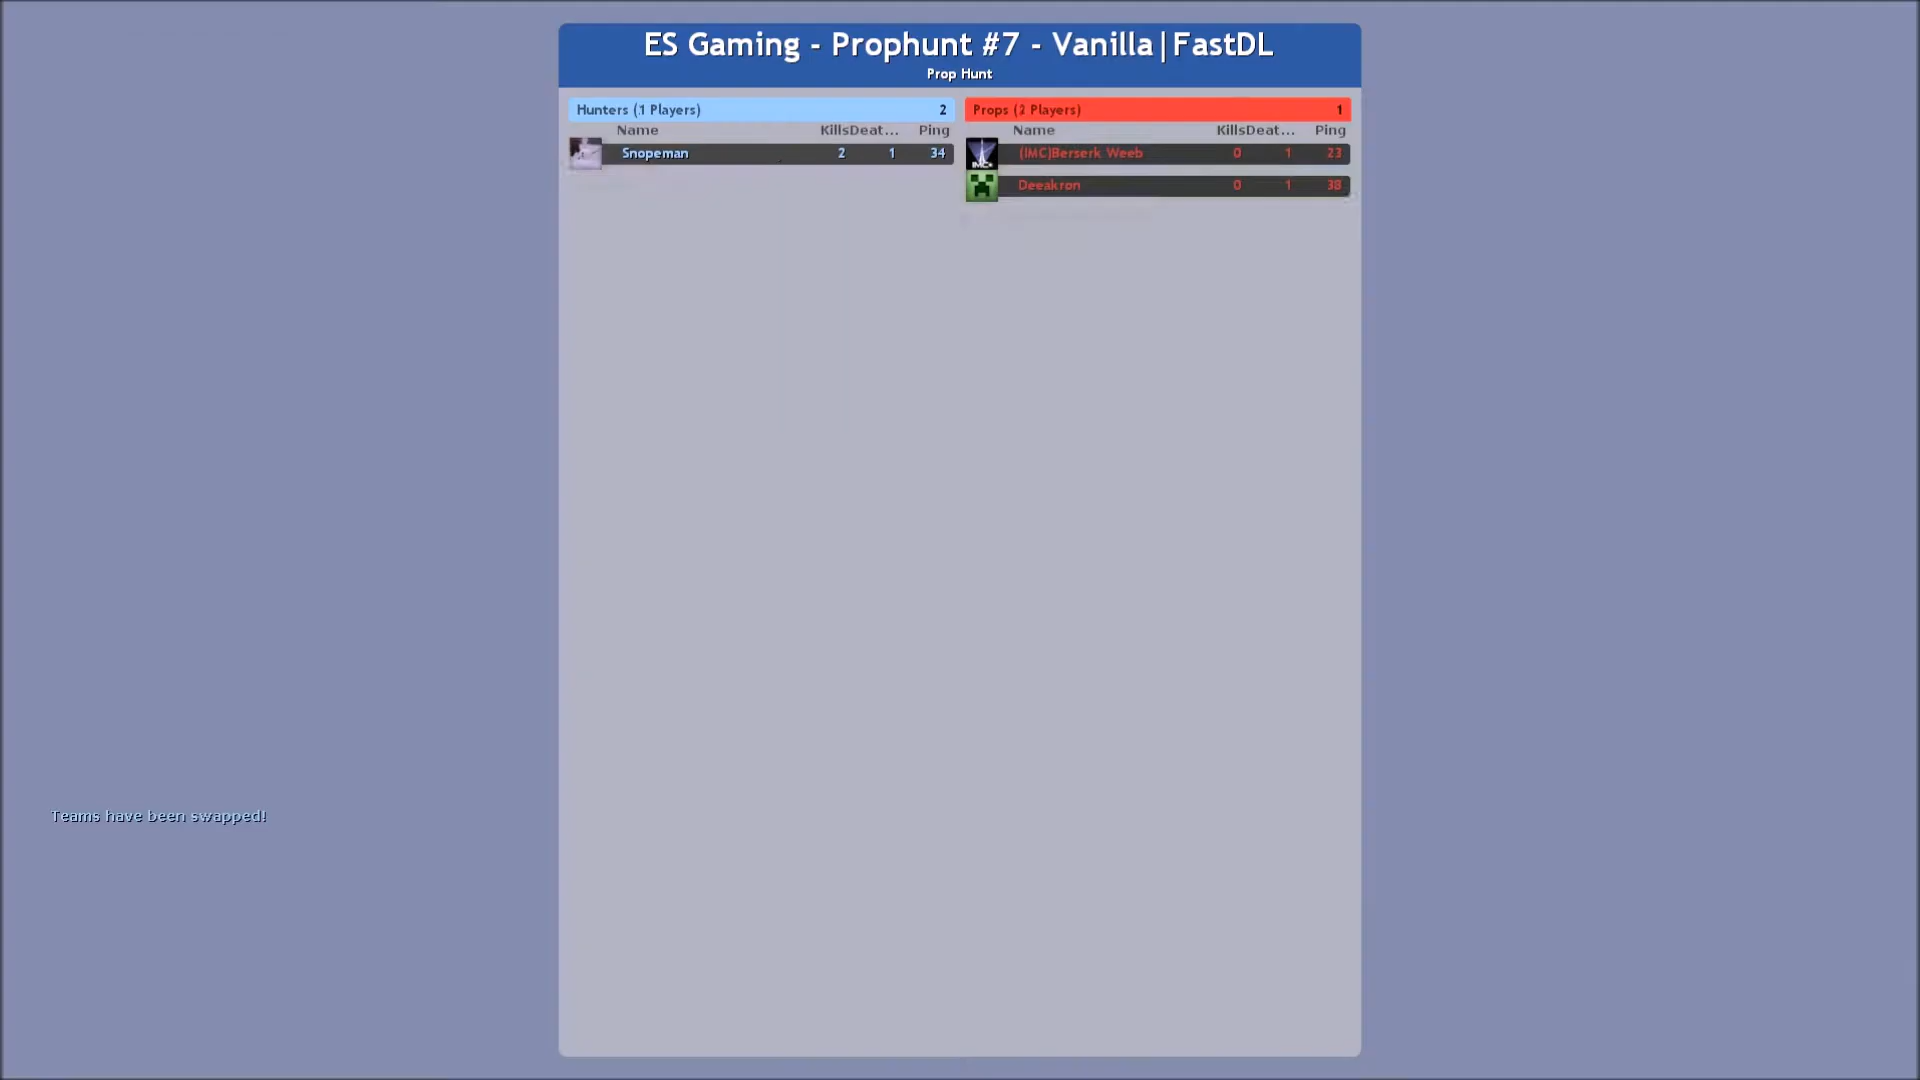 ES Gaming - Prophunt #7 - Vanilla|FastDL
Prop Hunt
Hunters (1 Players) 2
Name KillsDeat... Ping
Snopeman 2 1 34
Props (2 Players) 1
Name KillsDeat... Ping
IMC
(IMC)Berserk Weeb 0 1 23
Deeakron 0 1 38
Teams have been swapped!